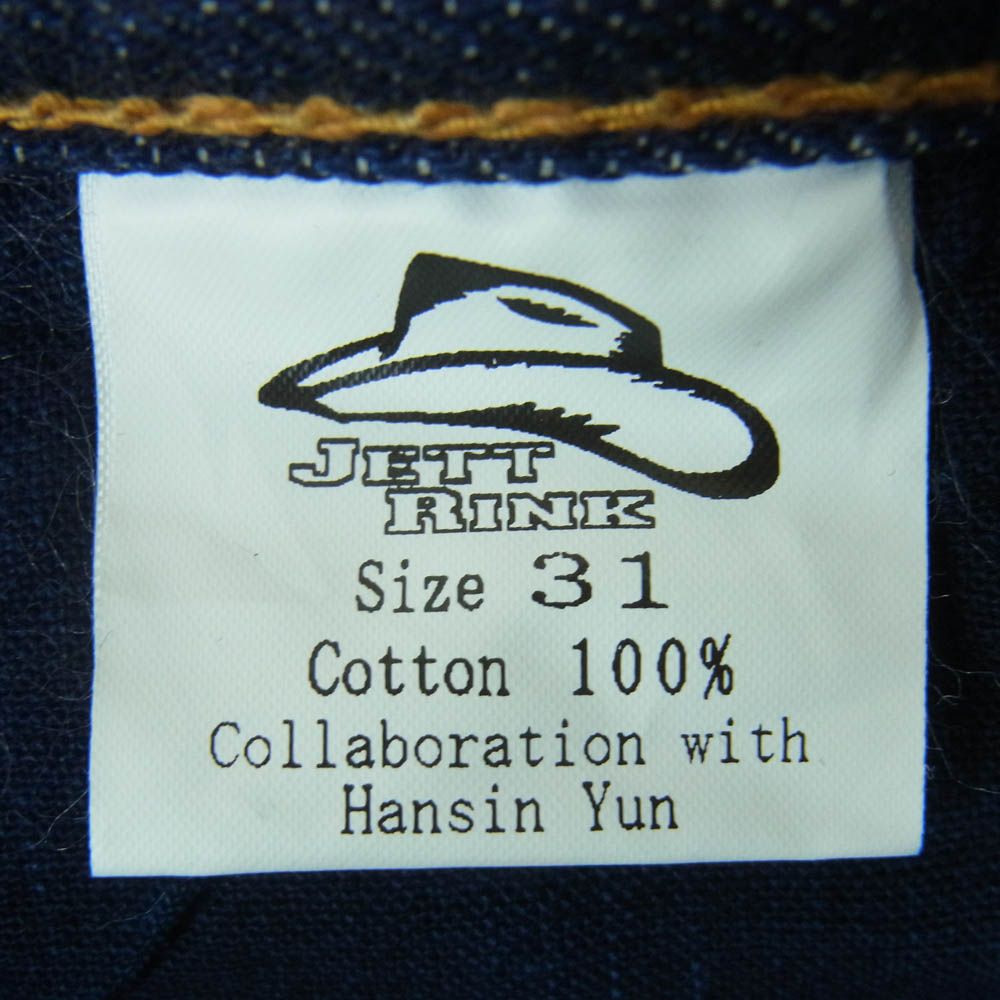 JETT
RINK
Size 31
Cotton 100%
Collaboration with
Hansin Yun